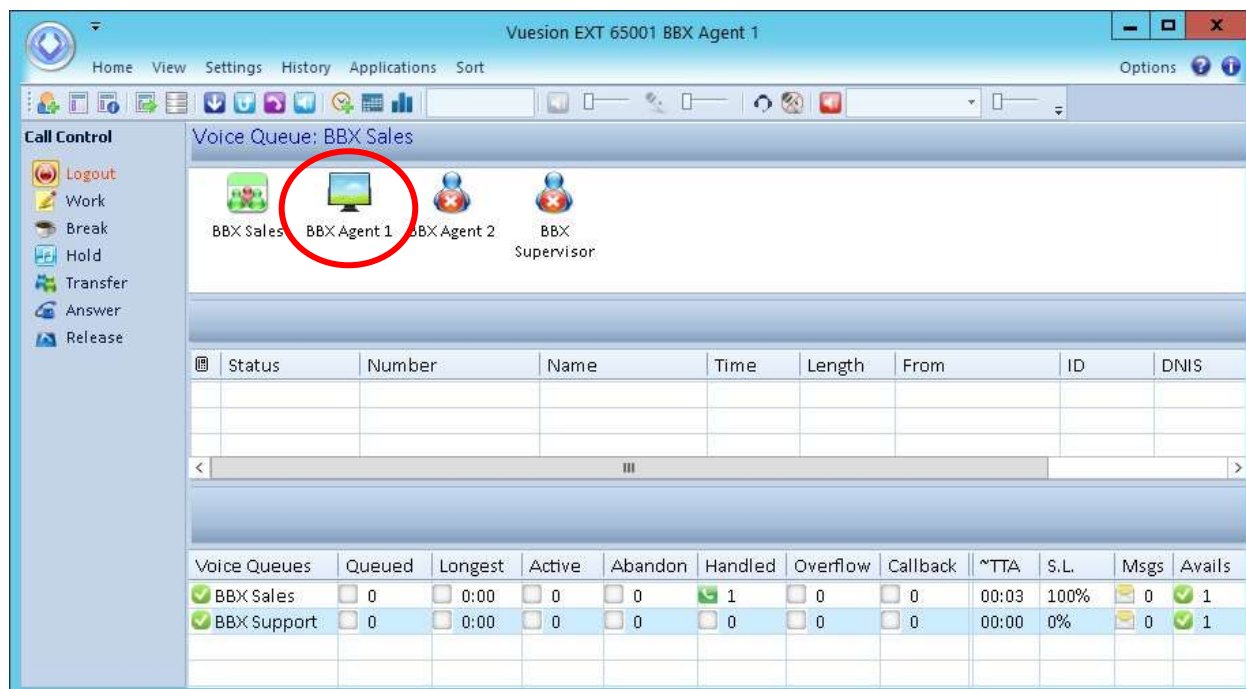 Vuesion EXT 65001 BBX Agent 1
Home View Settings History Applications Sort Options
Call Control
Voice Queue: BBX Sales
Logout
Work
Break
Hold
Transfer
Answer
Release
BBX Sales BBX Agent 1 BBX Agent 2 BBX
Supervisor
Status Number Name Time Length From ID DNIS
Voice Queues Queued Longest Active Abandon Handled Overflow Callback ~TTA S.L. Msgs Avails
BBX Sales 0 0:00 0 0 1 0 0 00:03 100% 0 1
BBX Support 0 0:00 0 0 0 0 0 00:00 0% 0 1